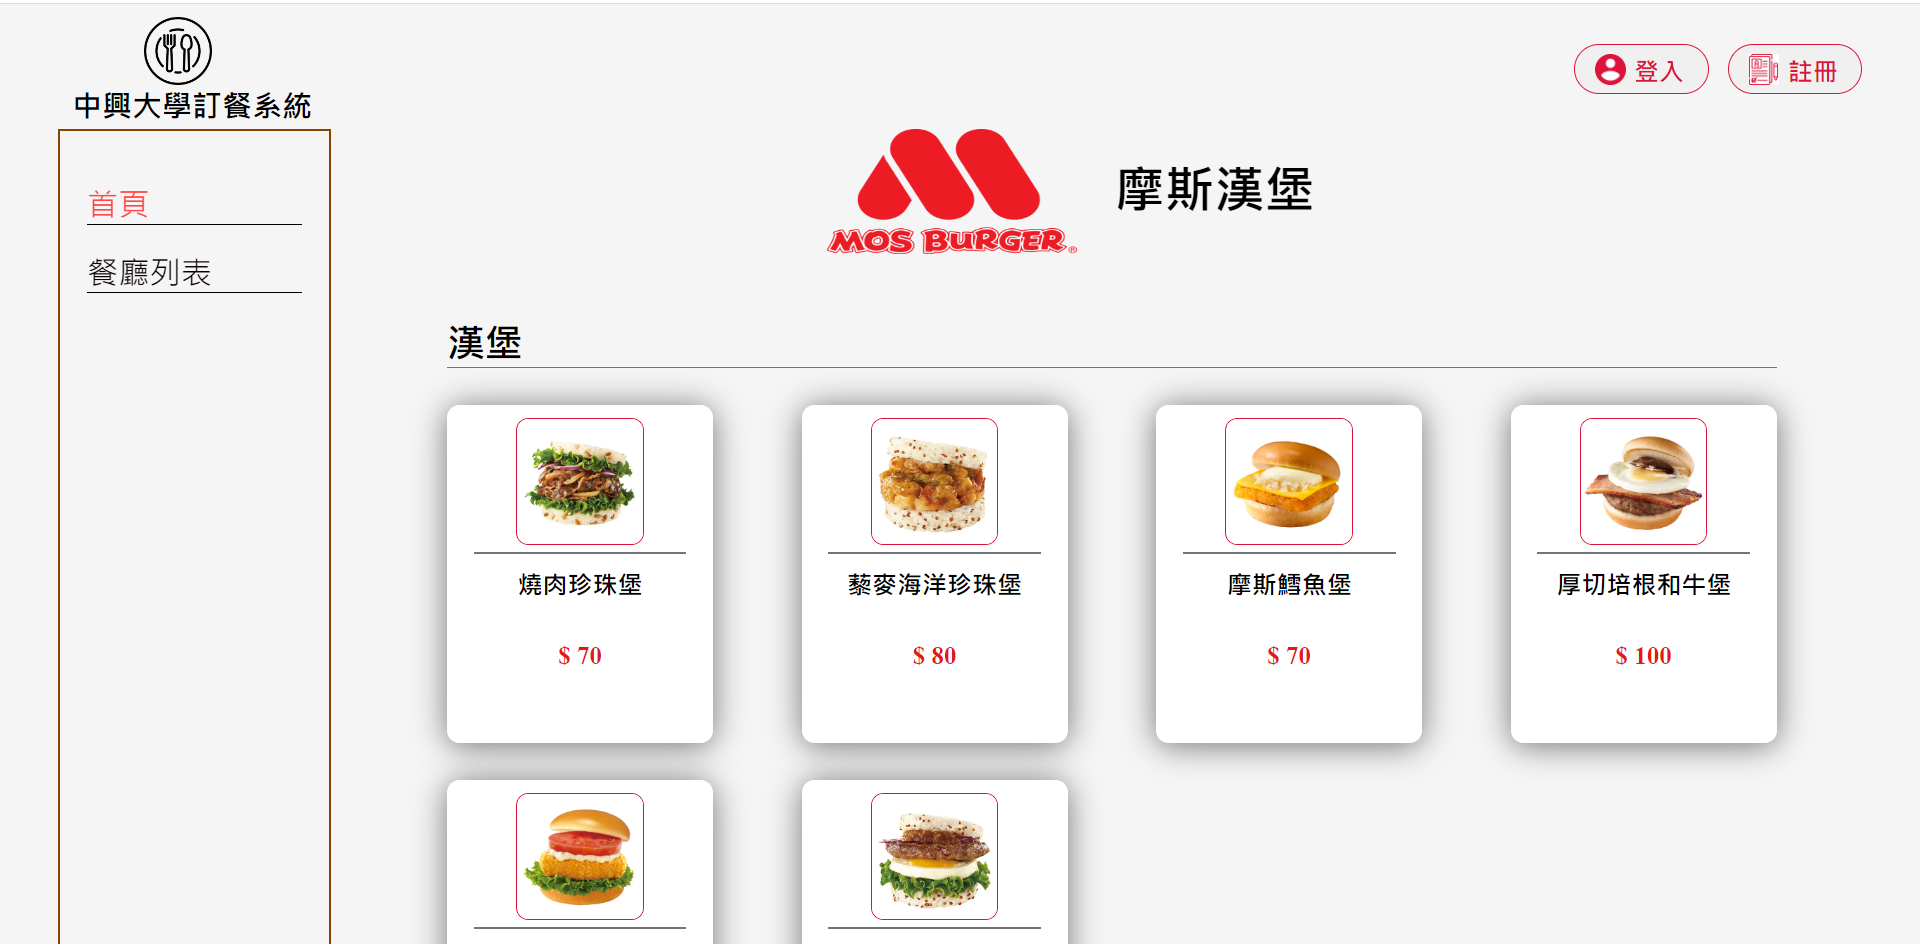 中興大學訂餐系統
登入
註冊
首頁
餐廳列表
MOS BURGER®
摩斯漢堡
漢堡
燒肉珍珠堡
$ 70
藜麥海洋珍珠堡
$ 80
摩斯鱈魚堡
$ 70
厚切培根和牛堡
$ 100